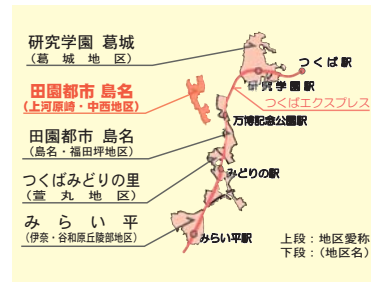 研究学園 葛城
(葛城地区)
田園都市 島名
(上河原崎・中西地区)
田園都市 島名
(島名・福田坪地区)
つくばみどりの里
(萱丸地区)
みらい平
(伊奈・谷和原丘陵部地区)
つくば駅
研究学園駅
つくばエクスプレス
万博記念公園駅
みどりの駅
みらい平駅
上段:地区愛称
下段:(地区名)